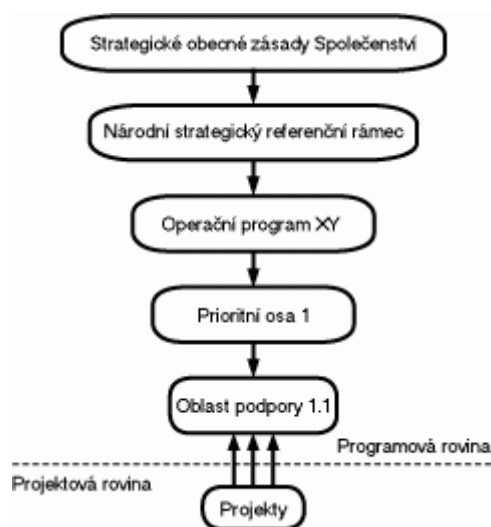 Strategické obecné zásady Společenství
Národní strategický referenční rámec
Operační program XY
Prioritní osa 1
Oblast podpory 1.1
Programová rovina
Projektová rovina
Projekty